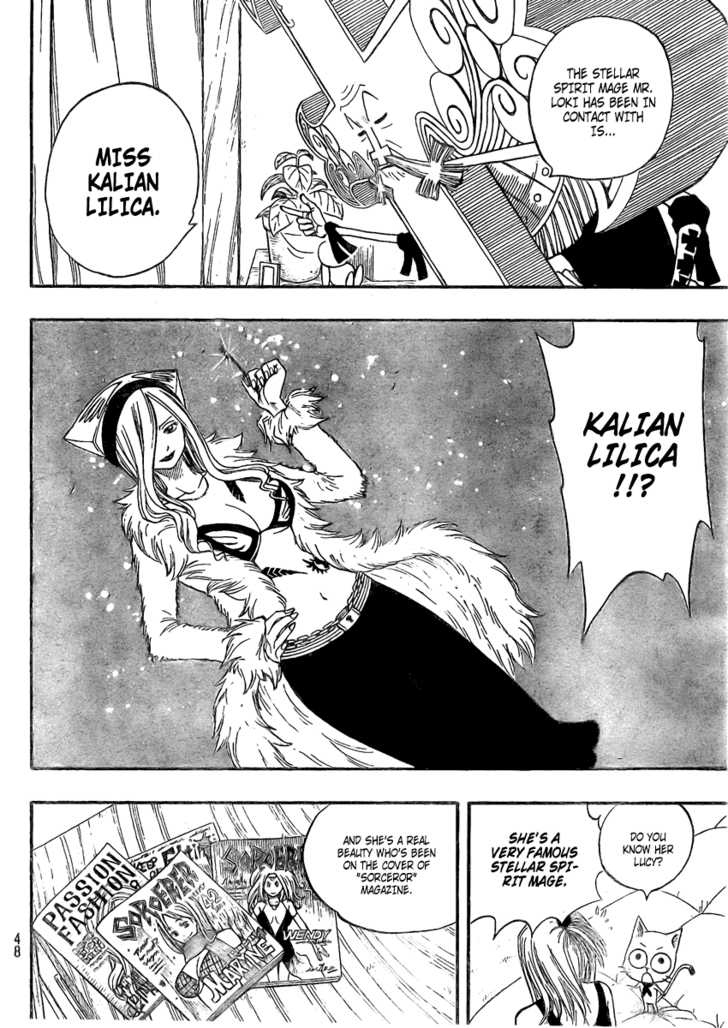 THE STELLAR
SPIRIT MAGE MR.
LOKI HAS BEEN IN
CONTACT WITH
IS...
MISS
KALIAN
LILICA.
KALIAN
LILICA
!!?
DO YOU
KNOW HER
LUCY?
SHE'S A
VERY FAMOUS
STELLAR SPI-
RIT MAGE.
AND SHE'S A REAL
BEAUTY WHO'S BEEN
ON THE COVER OF
"SORCEROR"
MAGAZINE.
PASSION
FASHION
SORCERER
MARINE
SORCERER
WENDY
48